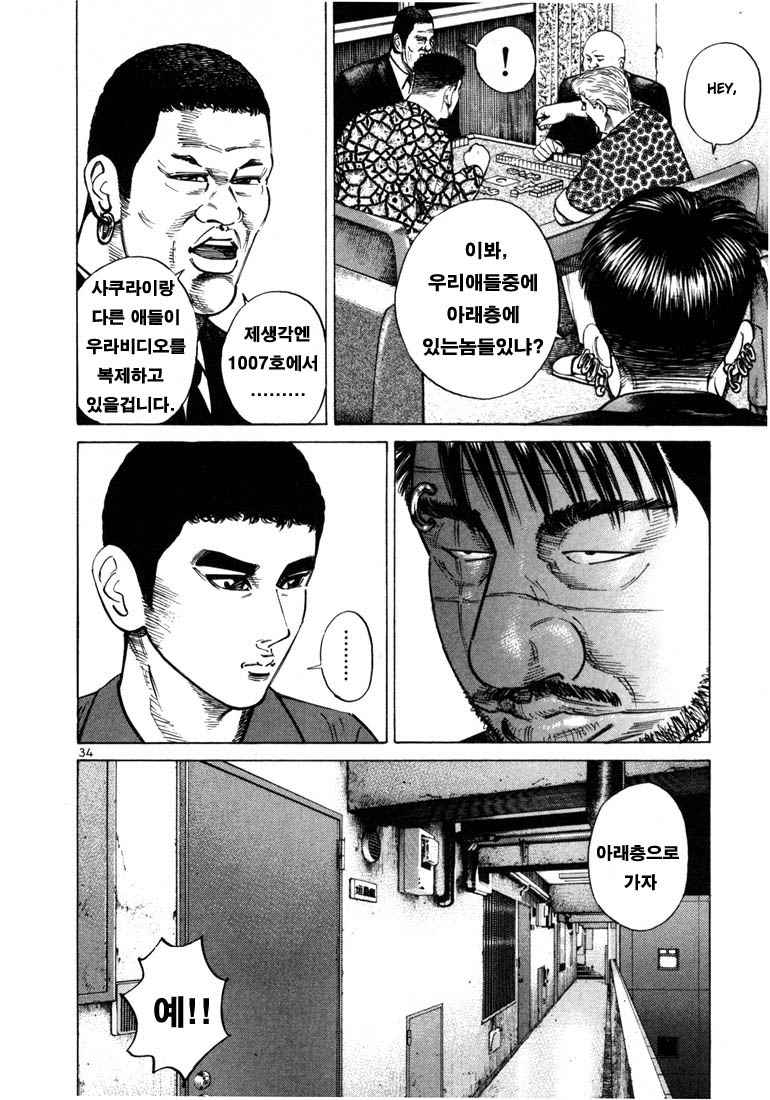 HEY,
!
이봐,
우리애들중에
아래층에
있는놈들있냐?
제생각엔
1007호에서
.........
사쿠라이랑
다른 애들이
우라비디오를
복제하고
있을겁니다.
......
34
아래층으로
가자
예!!